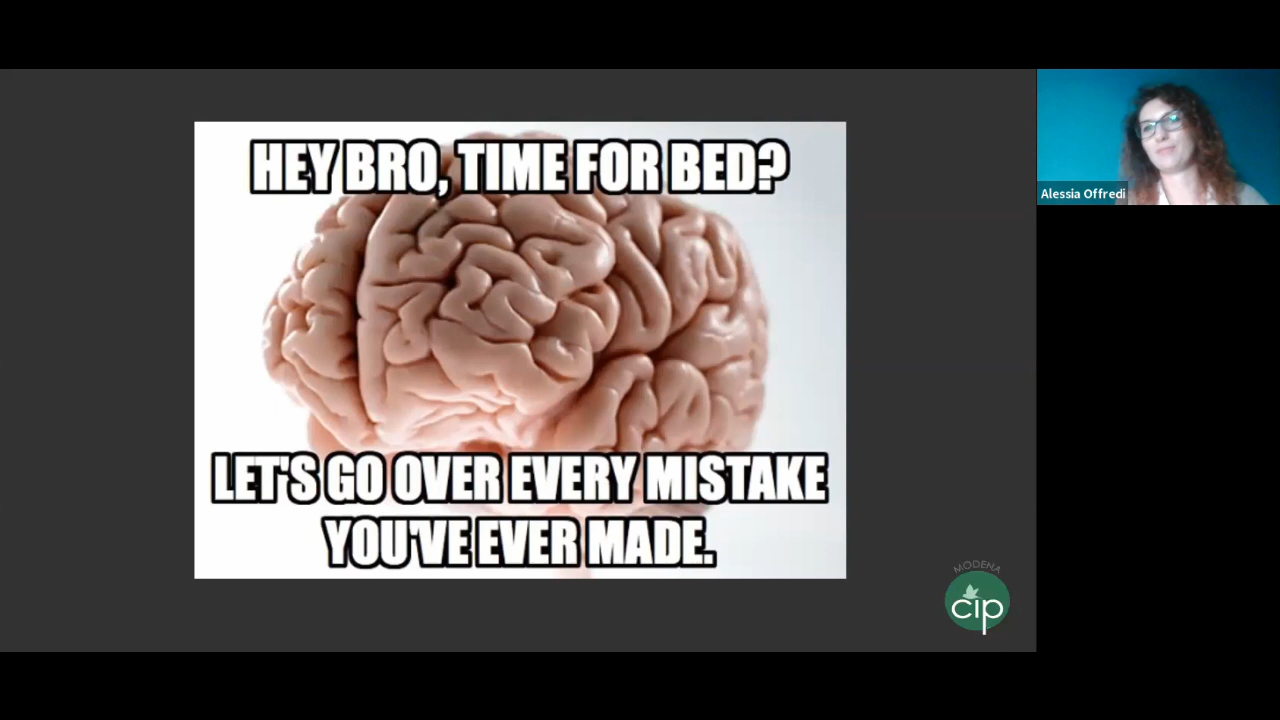 HEY BRO, TIME FOR BED?
LET'S GO OVER EVERY MISTAKE
YOU'VE EVER MADE.
Alessia Offredi
MODENA
cip